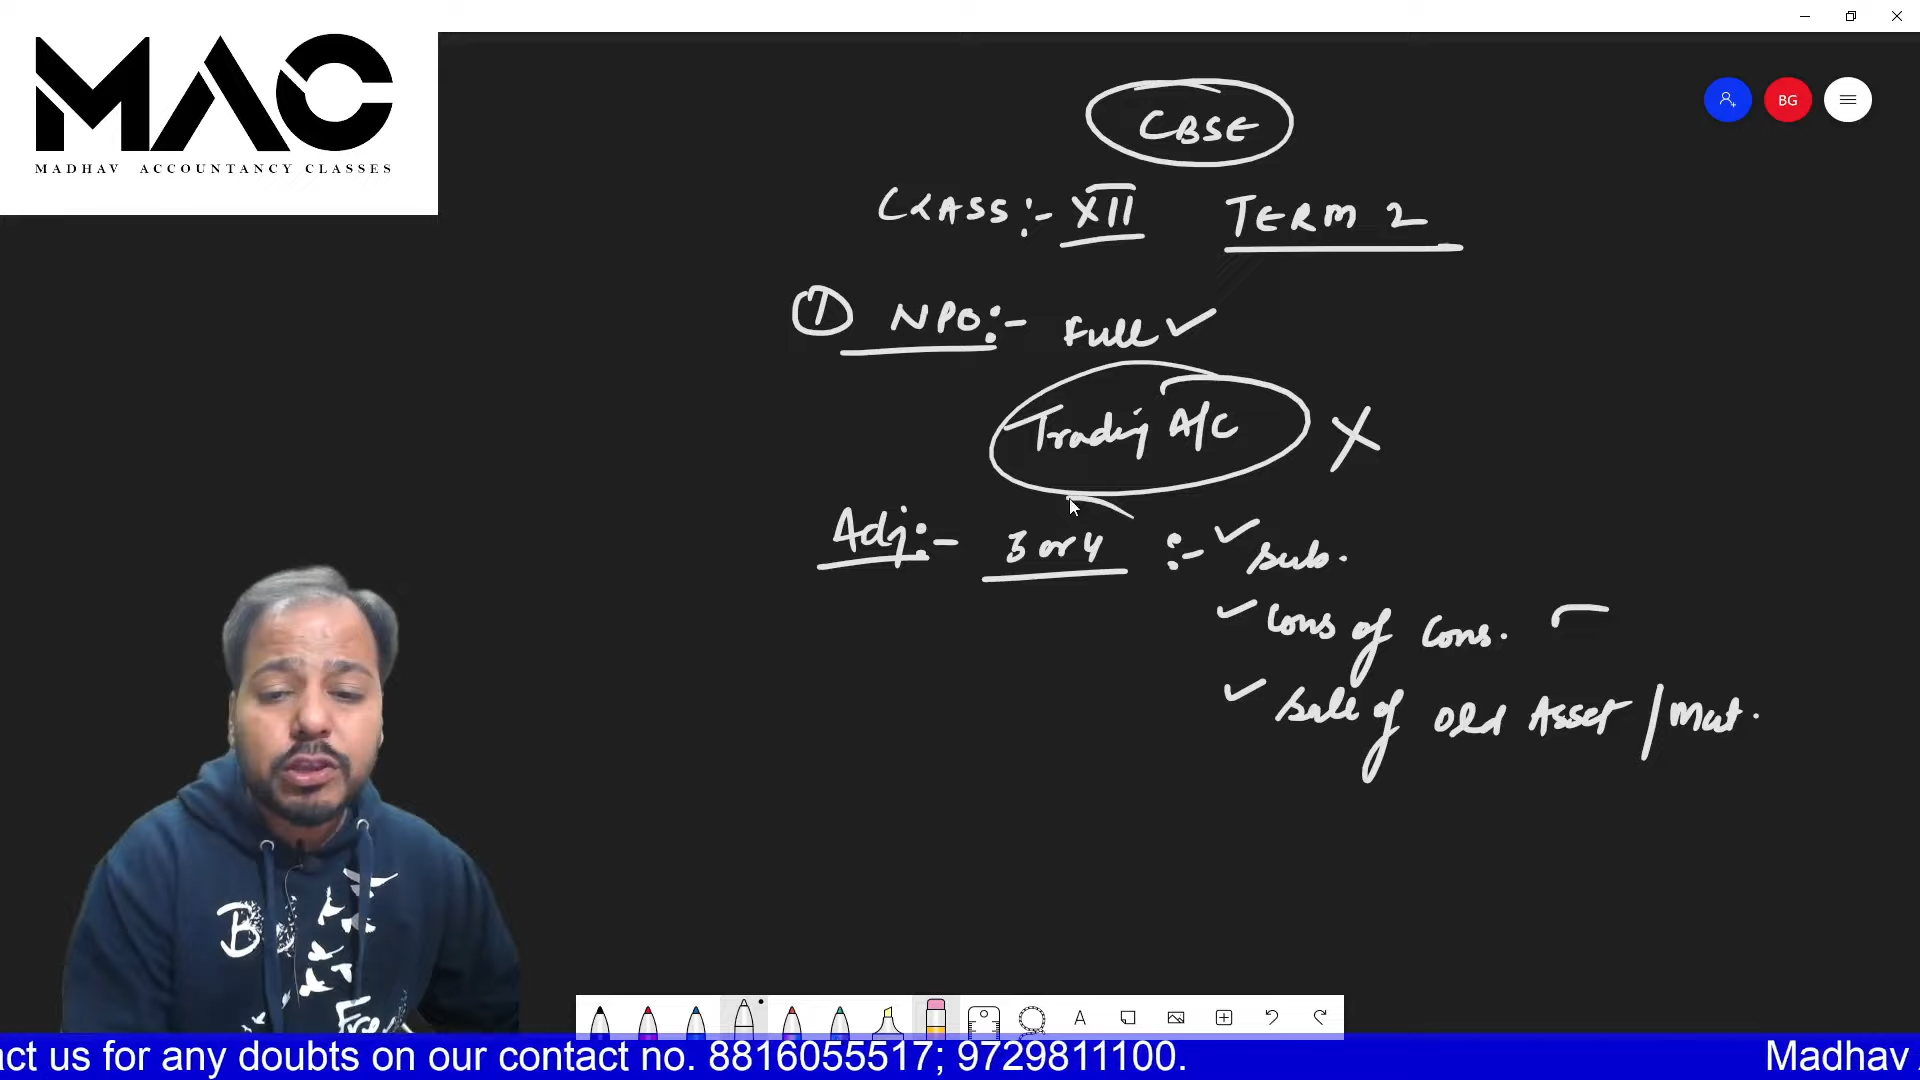 MAC
MADHAV ACCOUNTANCY CLASSES
BG
CBSE
CLASS:- XII TERM 2
① NPO:- Full ✓
Trading A/C X
Adj:- 3 or 4 :- ✓ Sub.
✓ Cons of Cons.
✓ Sale of Old Asset / Mat.
B
Free
A
act us for any doubts on our contact no. 8816055517; 9729811100. Madhav